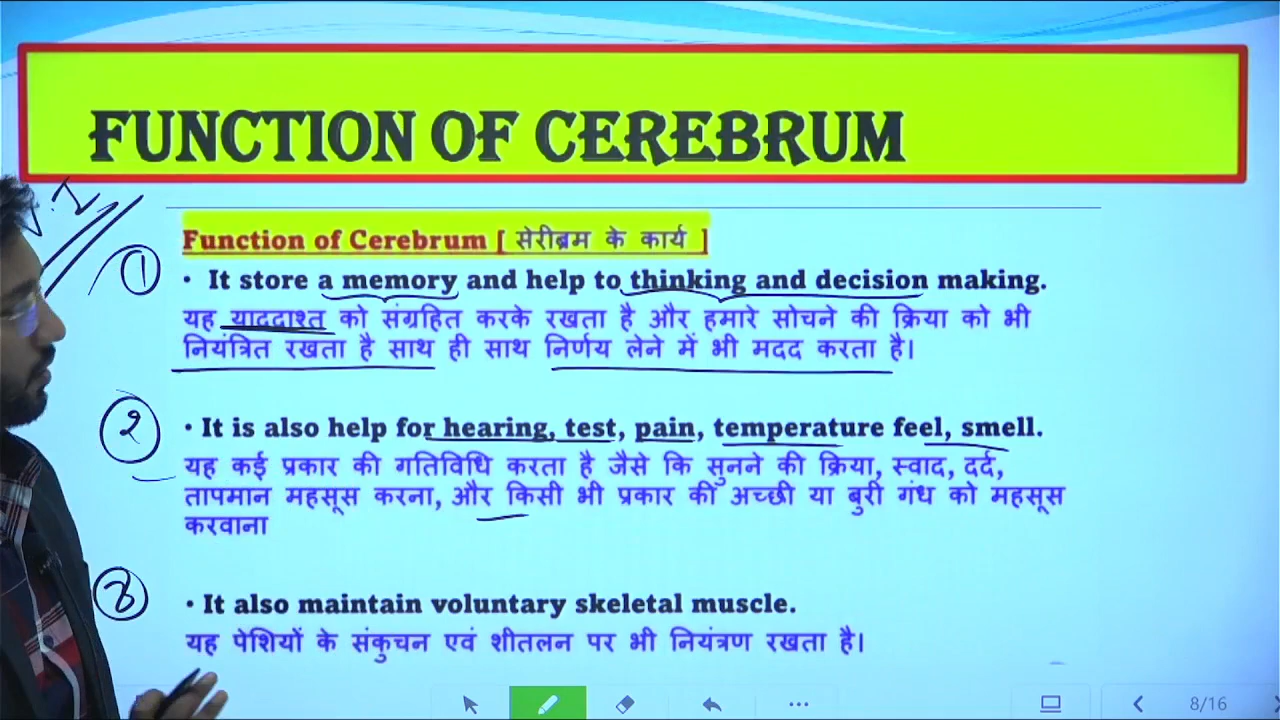 FUNCTION OF CEREBRUM
V.I
Function of Cerebrum [ सेरीब्रम के कार्य ]
①
• It store a memory and help to thinking and decision making.
यह याददाश्त को संग्रहित करके रखता है और हमारे सोचने की क्रिया को भी
नियंत्रित रखता है साथ ही साथ निर्णय लेने में भी मदद करता है।
②
• It is also help for hearing, test, pain, temperature feel, smell.
यह कई प्रकार की गतिविधि करता है जैसे कि सुनने की क्रिया, स्वाद, दर्द,
तापमान महसूस करना, और किसी भी प्रकार की अच्छी या बुरी गंध को महसूस
करवाना
③
• It also maintain voluntary skeletal muscle.
यह पेशियों के संकुचन एवं शीतलन पर भी नियंत्रण रखता है।
8/16